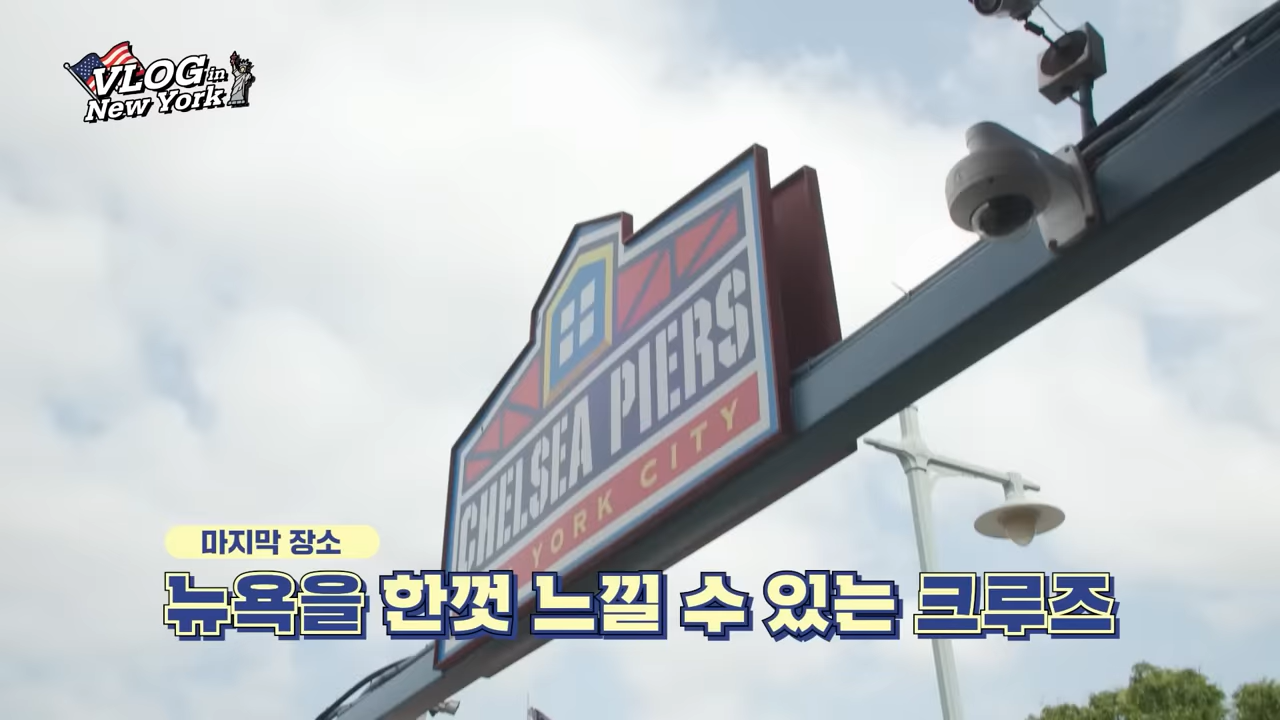 VLOG in
New York
CHELSEA PIERS
YORK CITY
마지막 장소
뉴욕을 한껏 느낄 수 있는 크루즈